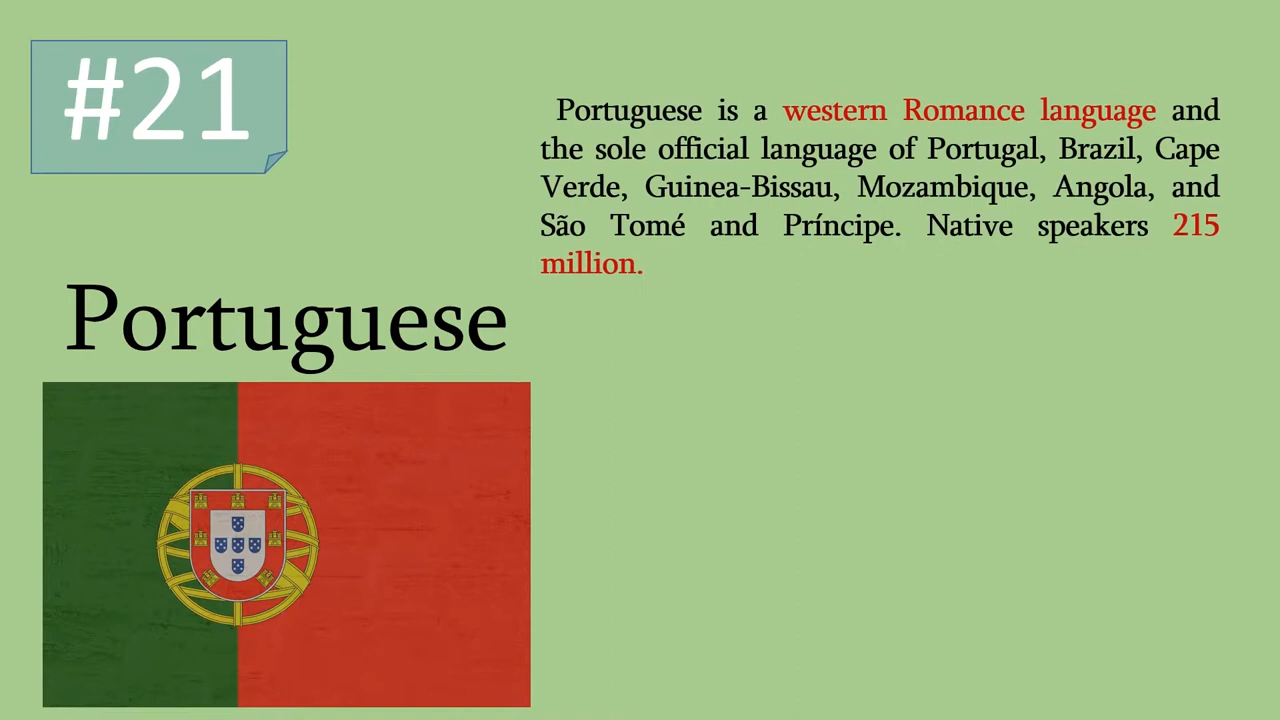 #21
Portuguese is a western Romance language and
the sole official language of Portugal, Brazil, Cape
Verde, Guinea-Bissau, Mozambique, Angola, and
São Tomé and Príncipe. Native speakers 215
million.
Portuguese